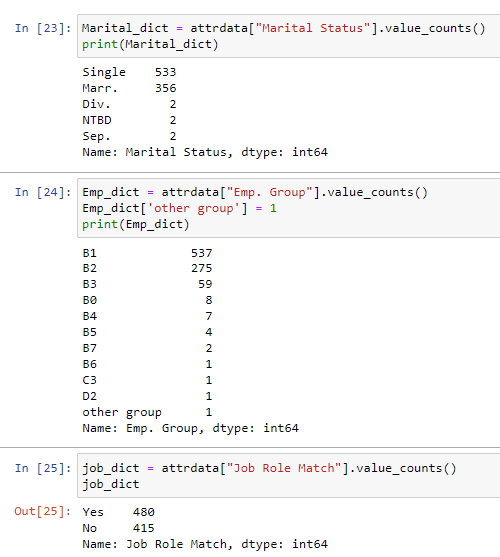 In [23]: Marital_dict = attrdata["Marital Status"].value_counts()
print(Marital_dict)
Single 533
Marr. 356
Div. 2
NTBD 2
Sep. 2
Name: Marital Status, dtype: int64
In [24]: Emp_dict = attrdata["Emp. Group"].value_counts()
Emp_dict['other group'] = 1
print(Emp_dict)
B1 537
B2 275
B3 59
B0 8
B4 7
B5 4
B7 2
B6 1
C3 1
D2 1
other group 1
Name: Emp. Group, dtype: int64
In [25]: job_dict = attrdata["Job Role Match"].value_counts()
job_dict
Out[25]: Yes 480
No 415
Name: Job Role Match, dtype: int64